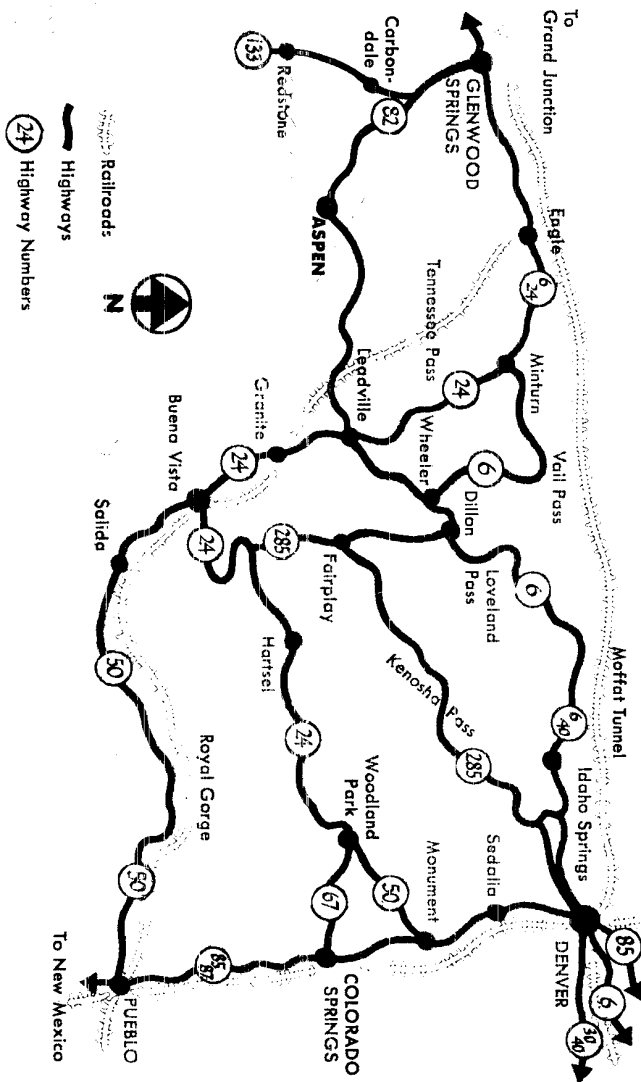 To
Grand Junction
GLENWOOD
SPRINGS
Carbon-
dale
82
133
Redstone
ASPEN
Eagle
6
24
Tennessee Pass
Minturn
24
Vail Pass
Wheeler
6
Leadville
Granite
24
Buena Vista
24
Salida
50
Royal Gorge
50
Dillon
Loveland
Pass
6
Moffat Tunnel
6
40
Idaho Springs
285
Fairplay
Kenosha Pass
285
Hartsel
24
Woodland
Park
67
50
Monument
Sedalia
DENVER
85
6
30
40
COLORADO
SPRINGS
85
87
PUEBLO
To New Mexico
N
Railroads
Highways
24 Highway Numbers